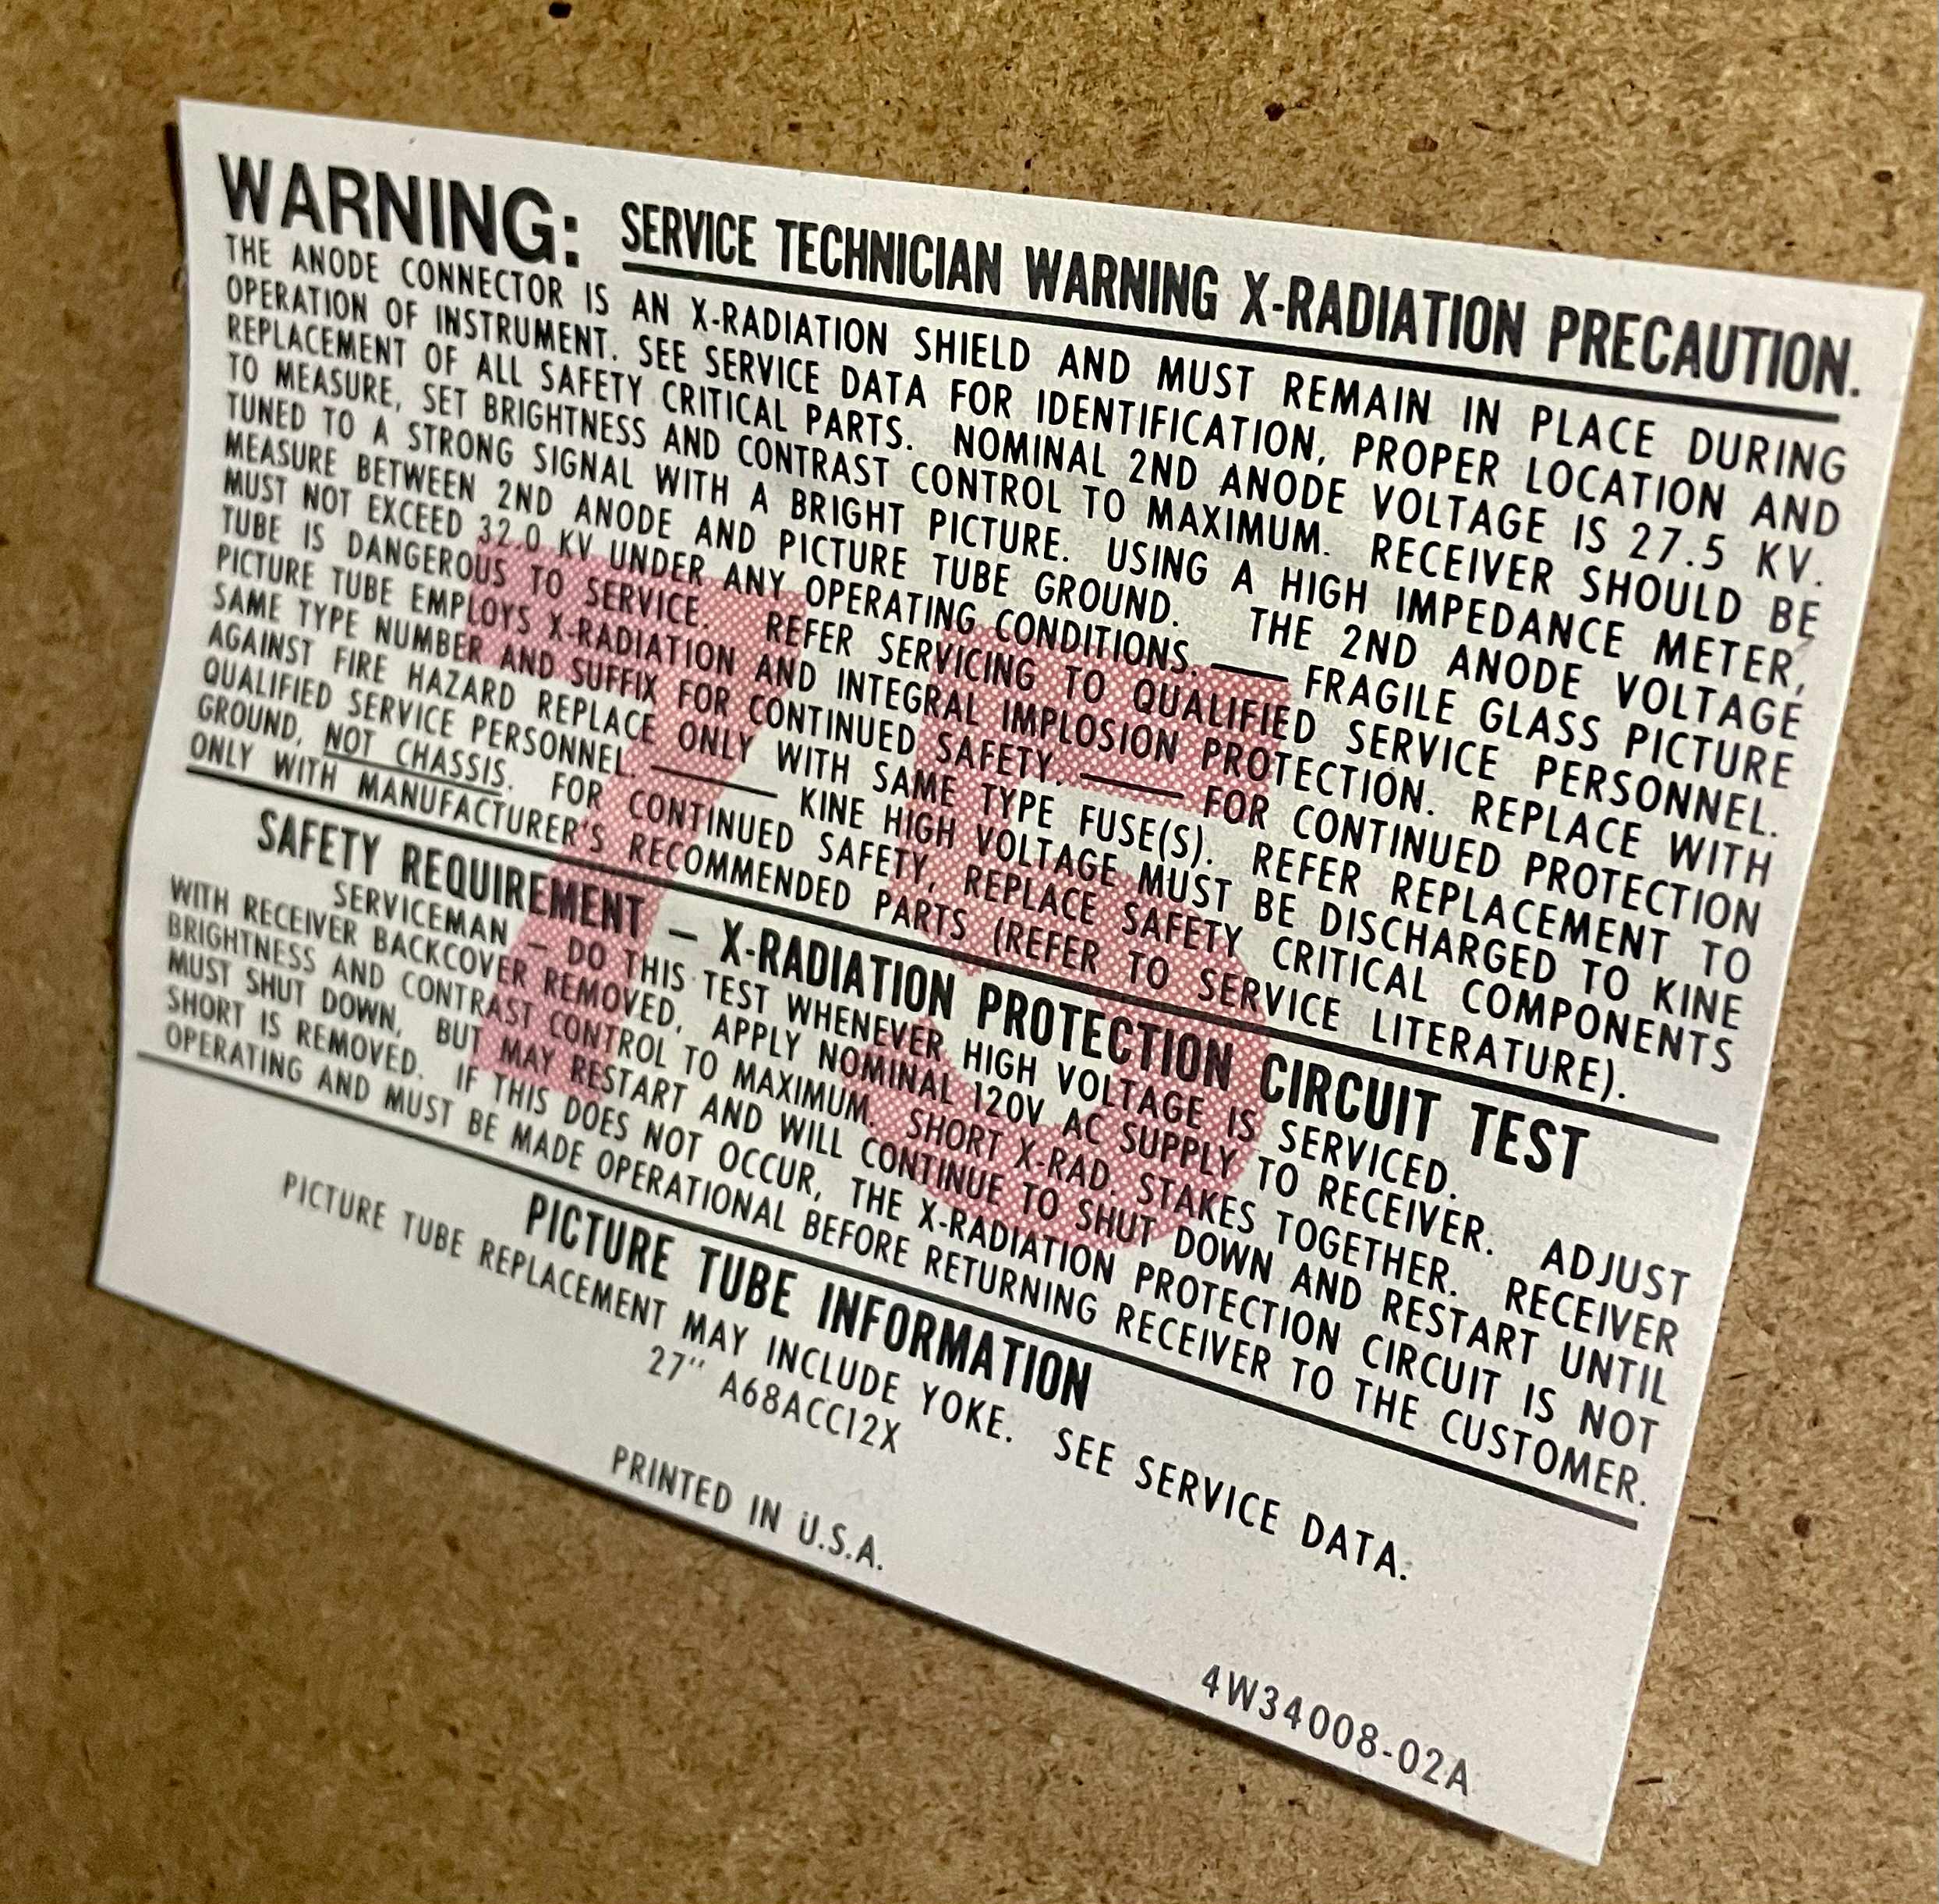 WARNING: SERVICE TECHNICIAN WARNING X-RADIATION PRECAUTION.
THE ANODE CONNECTOR IS AN X-RADIATION SHIELD AND MUST REMAIN IN PLACE DURING
OPERATION OF INSTRUMENT. SEE SERVICE DATA FOR IDENTIFICATION, PROPER LOCATION AND
REPLACEMENT OF ALL SAFETY CRITICAL PARTS. NOMINAL 2ND ANODE VOLTAGE IS 27.5 KV.
TO MEASURE, SET BRIGHTNESS AND CONTRAST CONTROL TO MAXIMUM. RECEIVER SHOULD BE
TUNED TO A STRONG SIGNAL WITH A BRIGHT PICTURE. USING A HIGH IMPEDANCE METER,
MEASURE BETWEEN 2ND ANODE AND PICTURE TUBE GROUND. THE 2ND ANODE VOLTAGE
MUST NOT EXCEED 32.0 KV UNDER ANY OPERATING CONDITIONS. —— FRAGILE GLASS PICTURE
TUBE IS DANGEROUS TO SERVICE. REFER SERVICING TO QUALIFIED SERVICE PERSONNEL.
PICTURE TUBE EMPLOYS X-RADIATION AND INTEGRAL IMPLOSION PROTECTION. REPLACE WITH
SAME TYPE NUMBER AND SUFFIX FOR CONTINUED SAFETY. —— FOR CONTINUED PROTECTION
AGAINST FIRE HAZARD REPLACE ONLY WITH SAME TYPE FUSE(S). REFER REPLACEMENT TO
QUALIFIED SERVICE PERSONNEL. —— KINE HIGH VOLTAGE MUST BE DISCHARGED TO KINE
GROUND, NOT CHASSIS. FOR CONTINUED SAFETY, REPLACE SAFETY CRITICAL COMPONENTS
ONLY WITH MANUFACTURER'S RECOMMENDED PARTS (REFER TO SERVICE LITERATURE).
75
SAFETY REQUIREMENT – X-RADIATION PROTECTION CIRCUIT TEST
SERVICEMAN – DO THIS TEST WHENEVER HIGH VOLTAGE IS SERVICED.
WITH RECEIVER BACKCOVER REMOVED, APPLY NOMINAL 120V AC SUPPLY TO RECEIVER. ADJUST
BRIGHTNESS AND CONTRAST CONTROL TO MAXIMUM. SHORT X-RAD. STAKES TOGETHER. RECEIVER
MUST SHUT DOWN, BUT MAY RESTART AND WILL CONTINUE TO SHUT DOWN AND RESTART UNTIL
SHORT IS REMOVED. IF THIS DOES NOT OCCUR, THE X-RADIATION PROTECTION CIRCUIT IS NOT
OPERATING AND MUST BE MADE OPERATIONAL BEFORE RETURNING RECEIVER TO THE CUSTOMER.
PICTURE TUBE INFORMATION
PICTURE TUBE REPLACEMENT MAY INCLUDE YOKE. SEE SERVICE DATA.
27" A68ACC12X
PRINTED IN U.S.A.
4W34008-02A